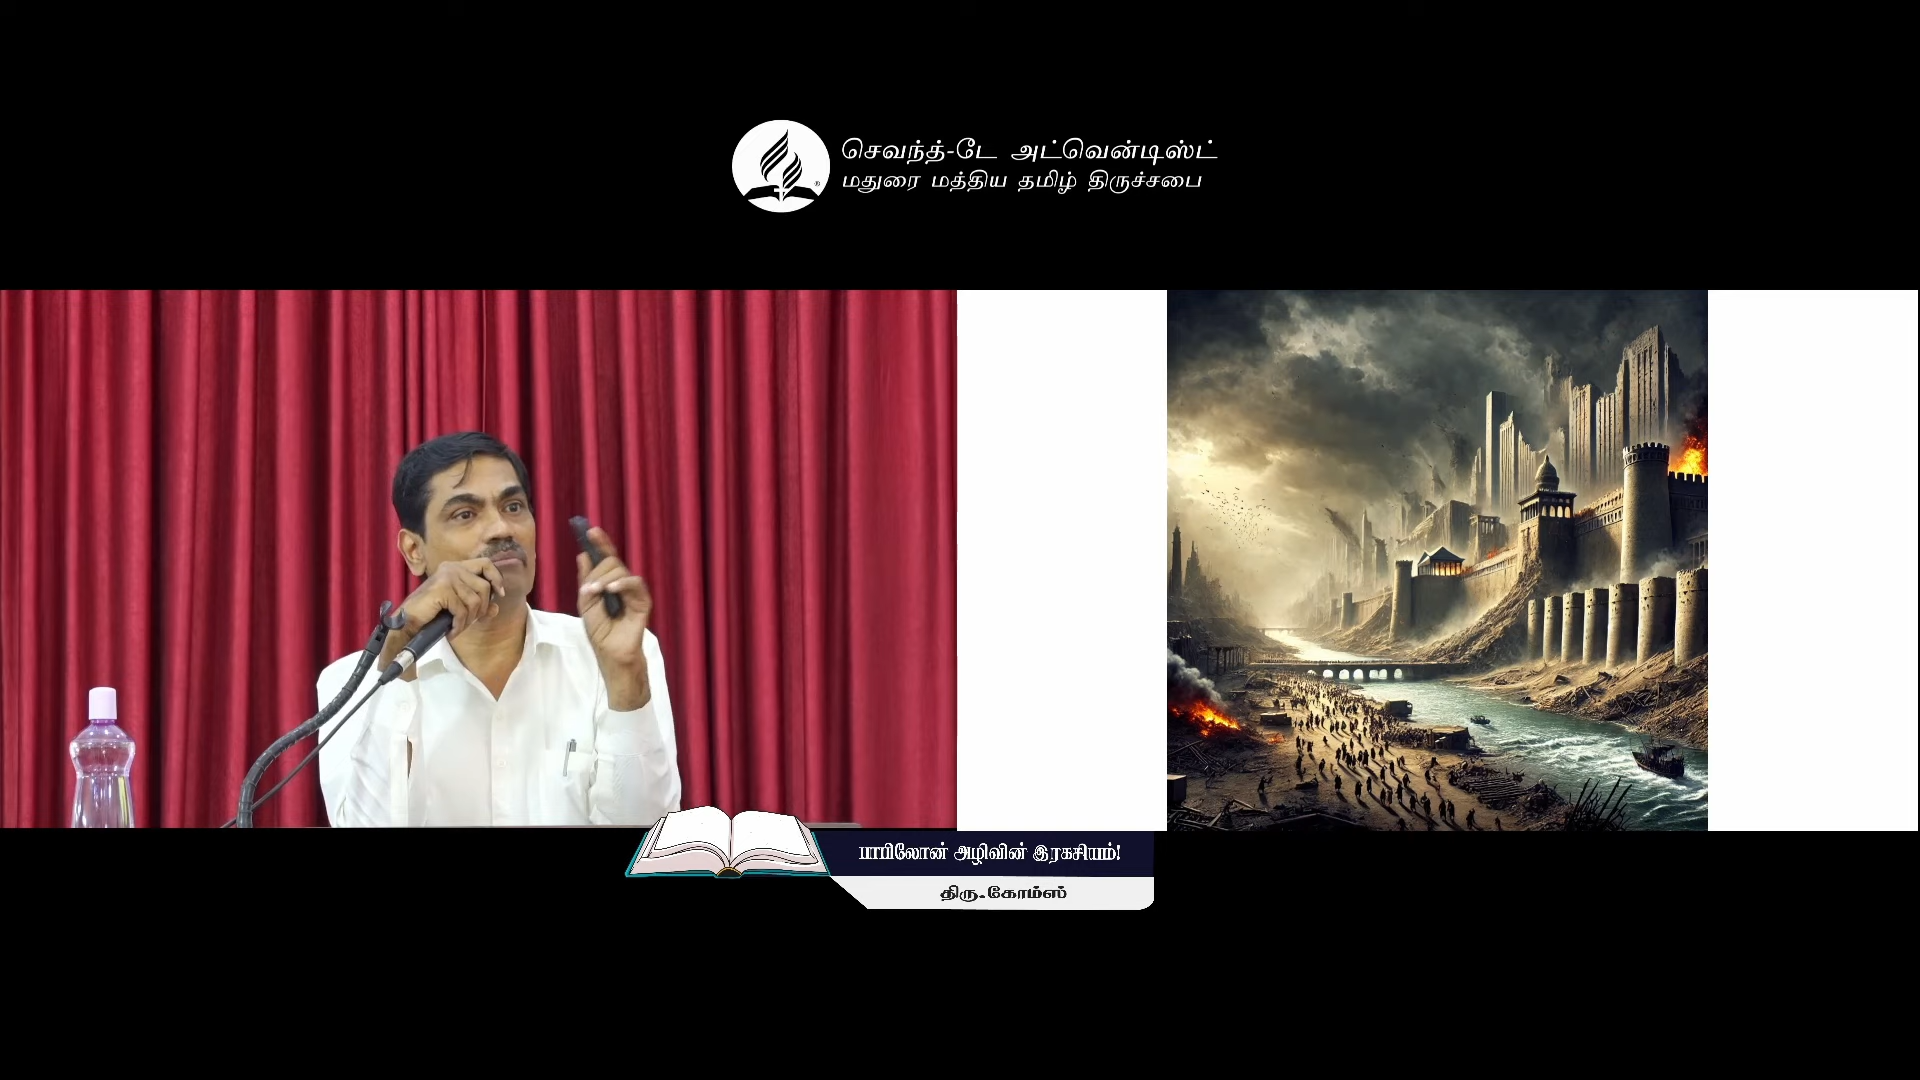 செவந்த்-டே அட்வென்டிஸ்ட்
மதுரை மத்திய தமிழ் திருச்சபை
பாபிலோன் அழிவின் இரகசியம்!
திரு.கோம்ஸ்